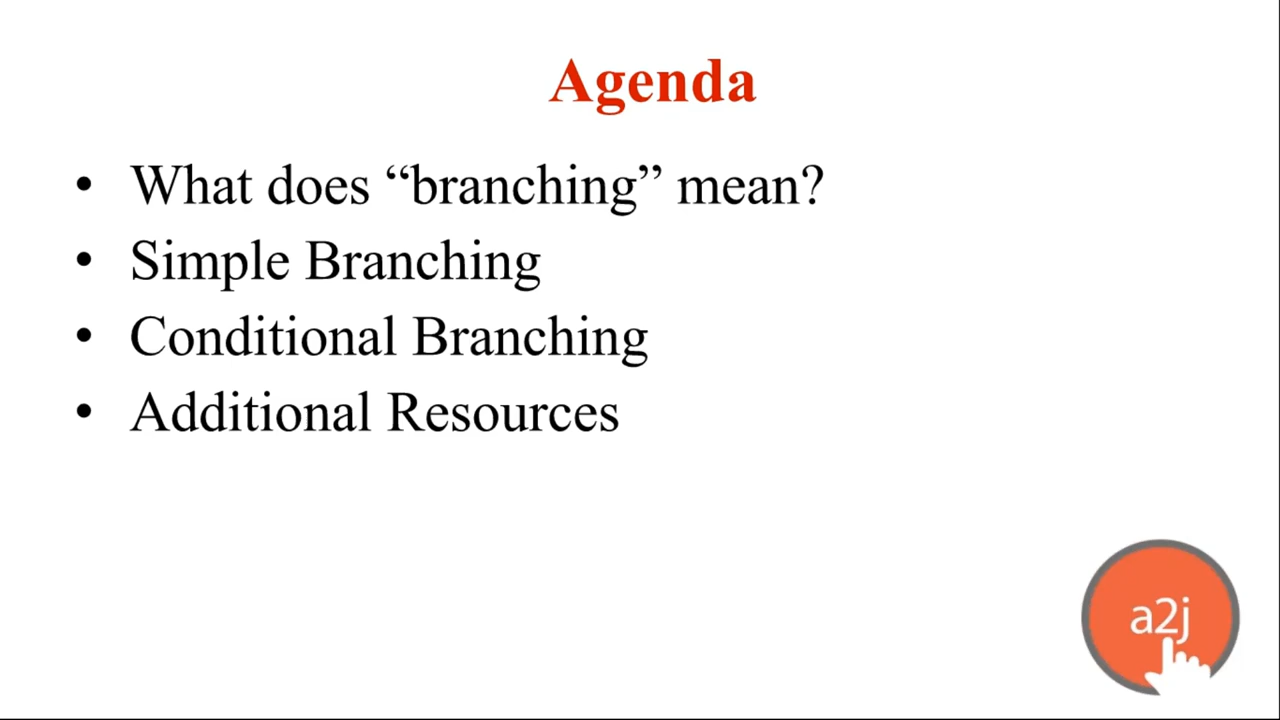 Agenda
• What does “branching” mean?
• Simple Branching
• Conditional Branching
• Additional Resources
a2j